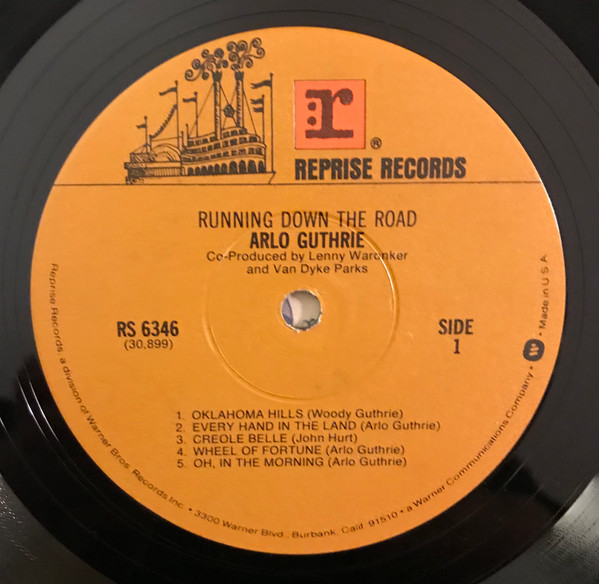 r
®
REPRISE RECORDS
RUNNING DOWN THE ROAD
ARLO GUTHRIE
Co-Produced by Lenny Waronker
and Van Dyke Parks
RS 6346
(30,899)
SIDE
1
1. OKLAHOMA HILLS (Woody Guthrie)
2. EVERY HAND IN THE LAND (Arlo Guthrie)
3. CREOLE BELLE (John Hurt)
4. WHEEL OF FORTUNE (Arlo Guthrie)
5. OH, IN THE MORNING (Arlo Guthrie)
Reprise Records, a division of Warner Bros. Records Inc. • 3300 Warner Blvd., Burbank, Calif. 91510 • a Warner Communications Company • W • Made in U.S.A.